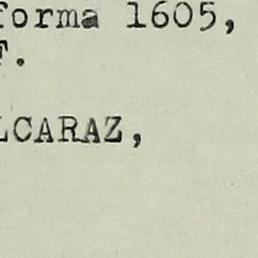 forma 1605,
F.
LCARAZ,